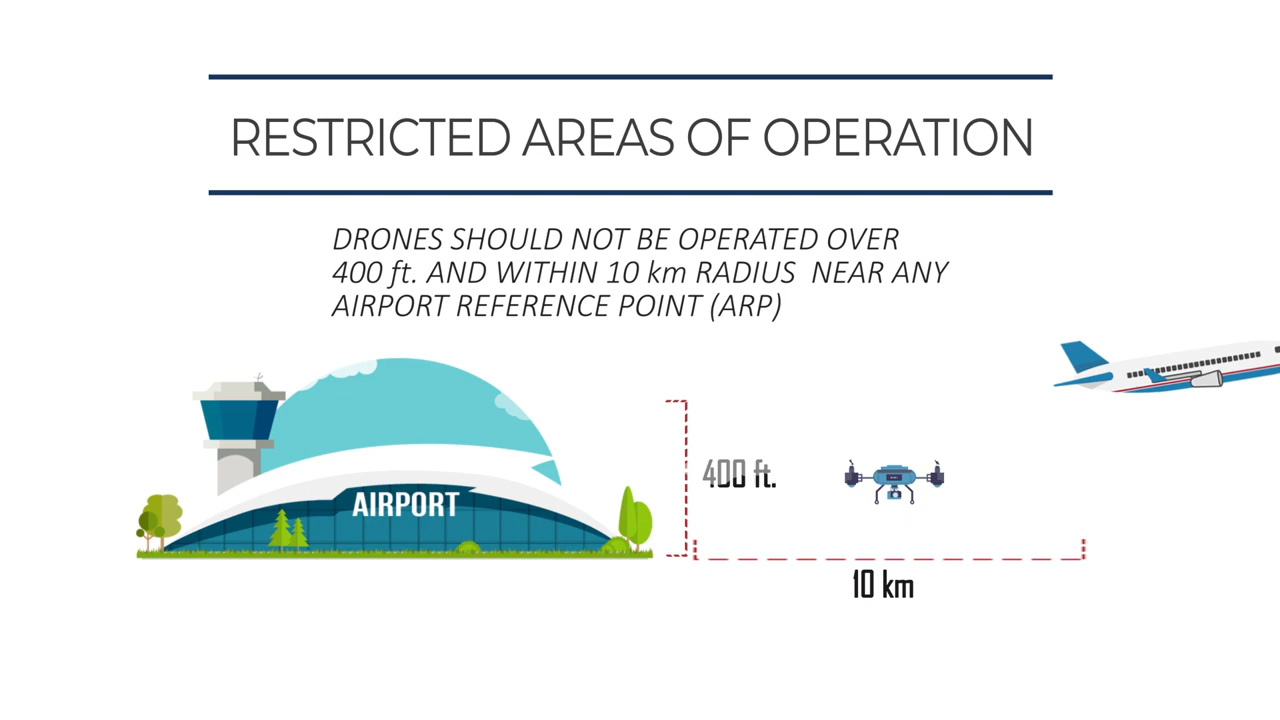 RESTRICTED AREAS OF OPERATION
DRONES SHOULD NOT BE OPERATED OVER
400 ft. AND WITHIN 10 km RADIUS NEAR ANY
AIRPORT REFERENCE POINT (ARP)
AIRPORT
400 ft.
10 km